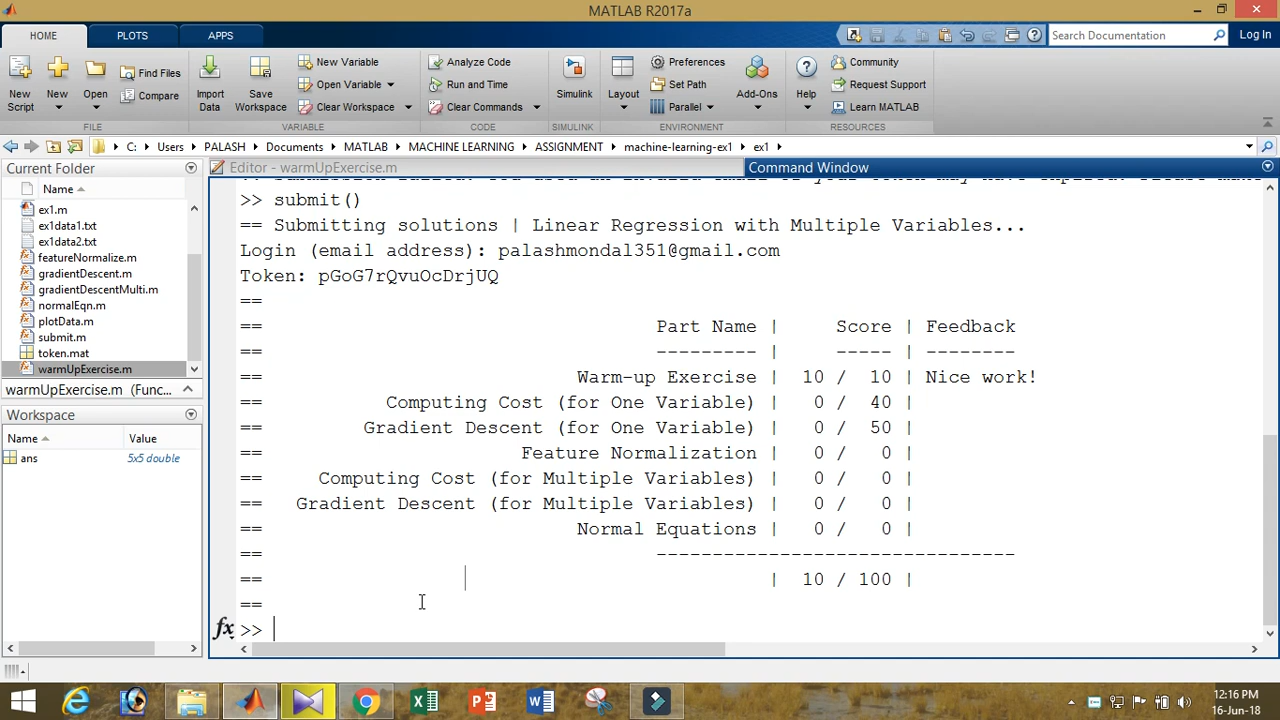 MATLAB R2017a
HOME PLOTS APPS
Search Documentation
Log In
New Script
New
Open
Find Files
Compare
FILE
Import Data
Save Workspace
New Variable
Open Variable
Clear Workspace
VARIABLE
Analyze Code
Run and Time
Clear Commands
CODE
Simulink
SIMULINK
Layout
Preferences
Set Path
Parallel
Add-Ons
ENVIRONMENT
Help
Community
Request Support
Learn MATLAB
RESOURCES
C: Users PALASH Documents MATLAB MACHINE LEARNING ASSIGNMENT machine-learning-ex1 ex1
Current Folder
Name
ex1.m
ex1data1.txt
ex1data2.txt
featureNormalize.m
gradientDescent.m
gradientDescentMulti.m
normalEqn.m
plotData.m
submit.m
token.mat
warmUpExercise.m
warmUpExercise.m (Func...
Workspace
Name Value
ans 5x5 double
Editor - warmUpExercise.m
Command Window
>> submit()
== Submitting solutions | Linear Regression with Multiple Variables...
Login (email address): palashmondal351@gmail.com
Token: pGoG7rQvuOcDrjUQ
==
== Part Name | Score | Feedback
== --------- | ----- | --------
== Warm-up Exercise | 10 / 10 | Nice work!
== Computing Cost (for One Variable) | 0 / 40 |
== Gradient Descent (for One Variable) | 0 / 50 |
== Feature Normalization | 0 / 0 |
== Computing Cost (for Multiple Variables) | 0 / 0 |
== Gradient Descent (for Multiple Variables) | 0 / 0 |
== Normal Equations | 0 / 0 |
== --------------------------------
== | 10 / 100 |
==
fx >>
12:16 PM
16-Jun-18